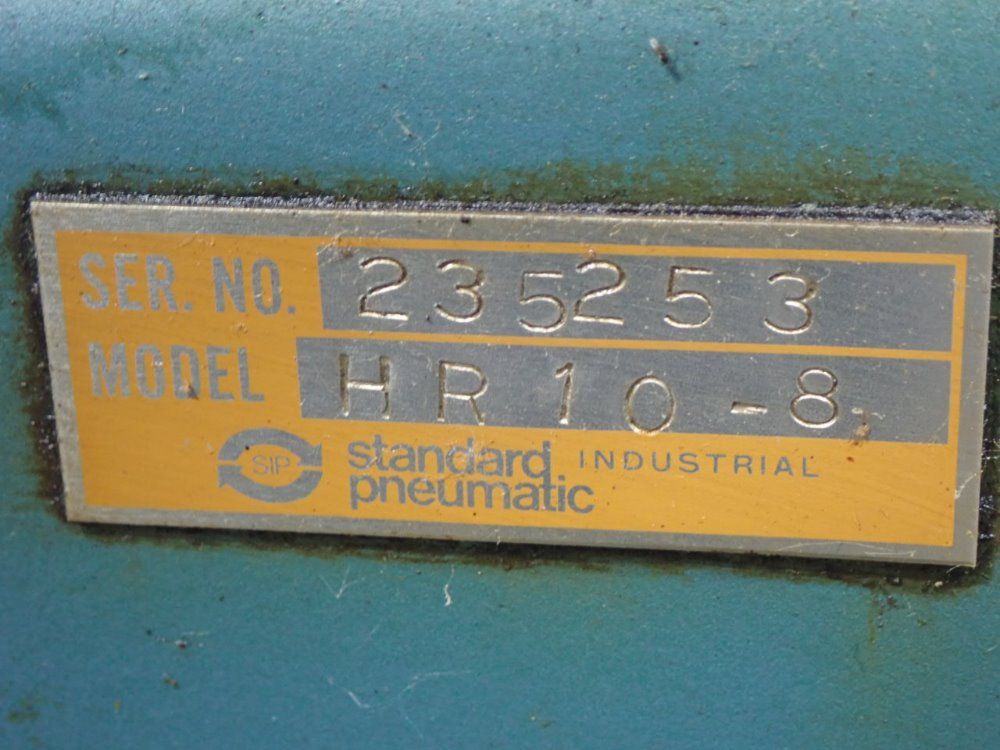 SER. NO. 235253
MODEL HR10-8
SIP standard INDUSTRIAL
pneumatic